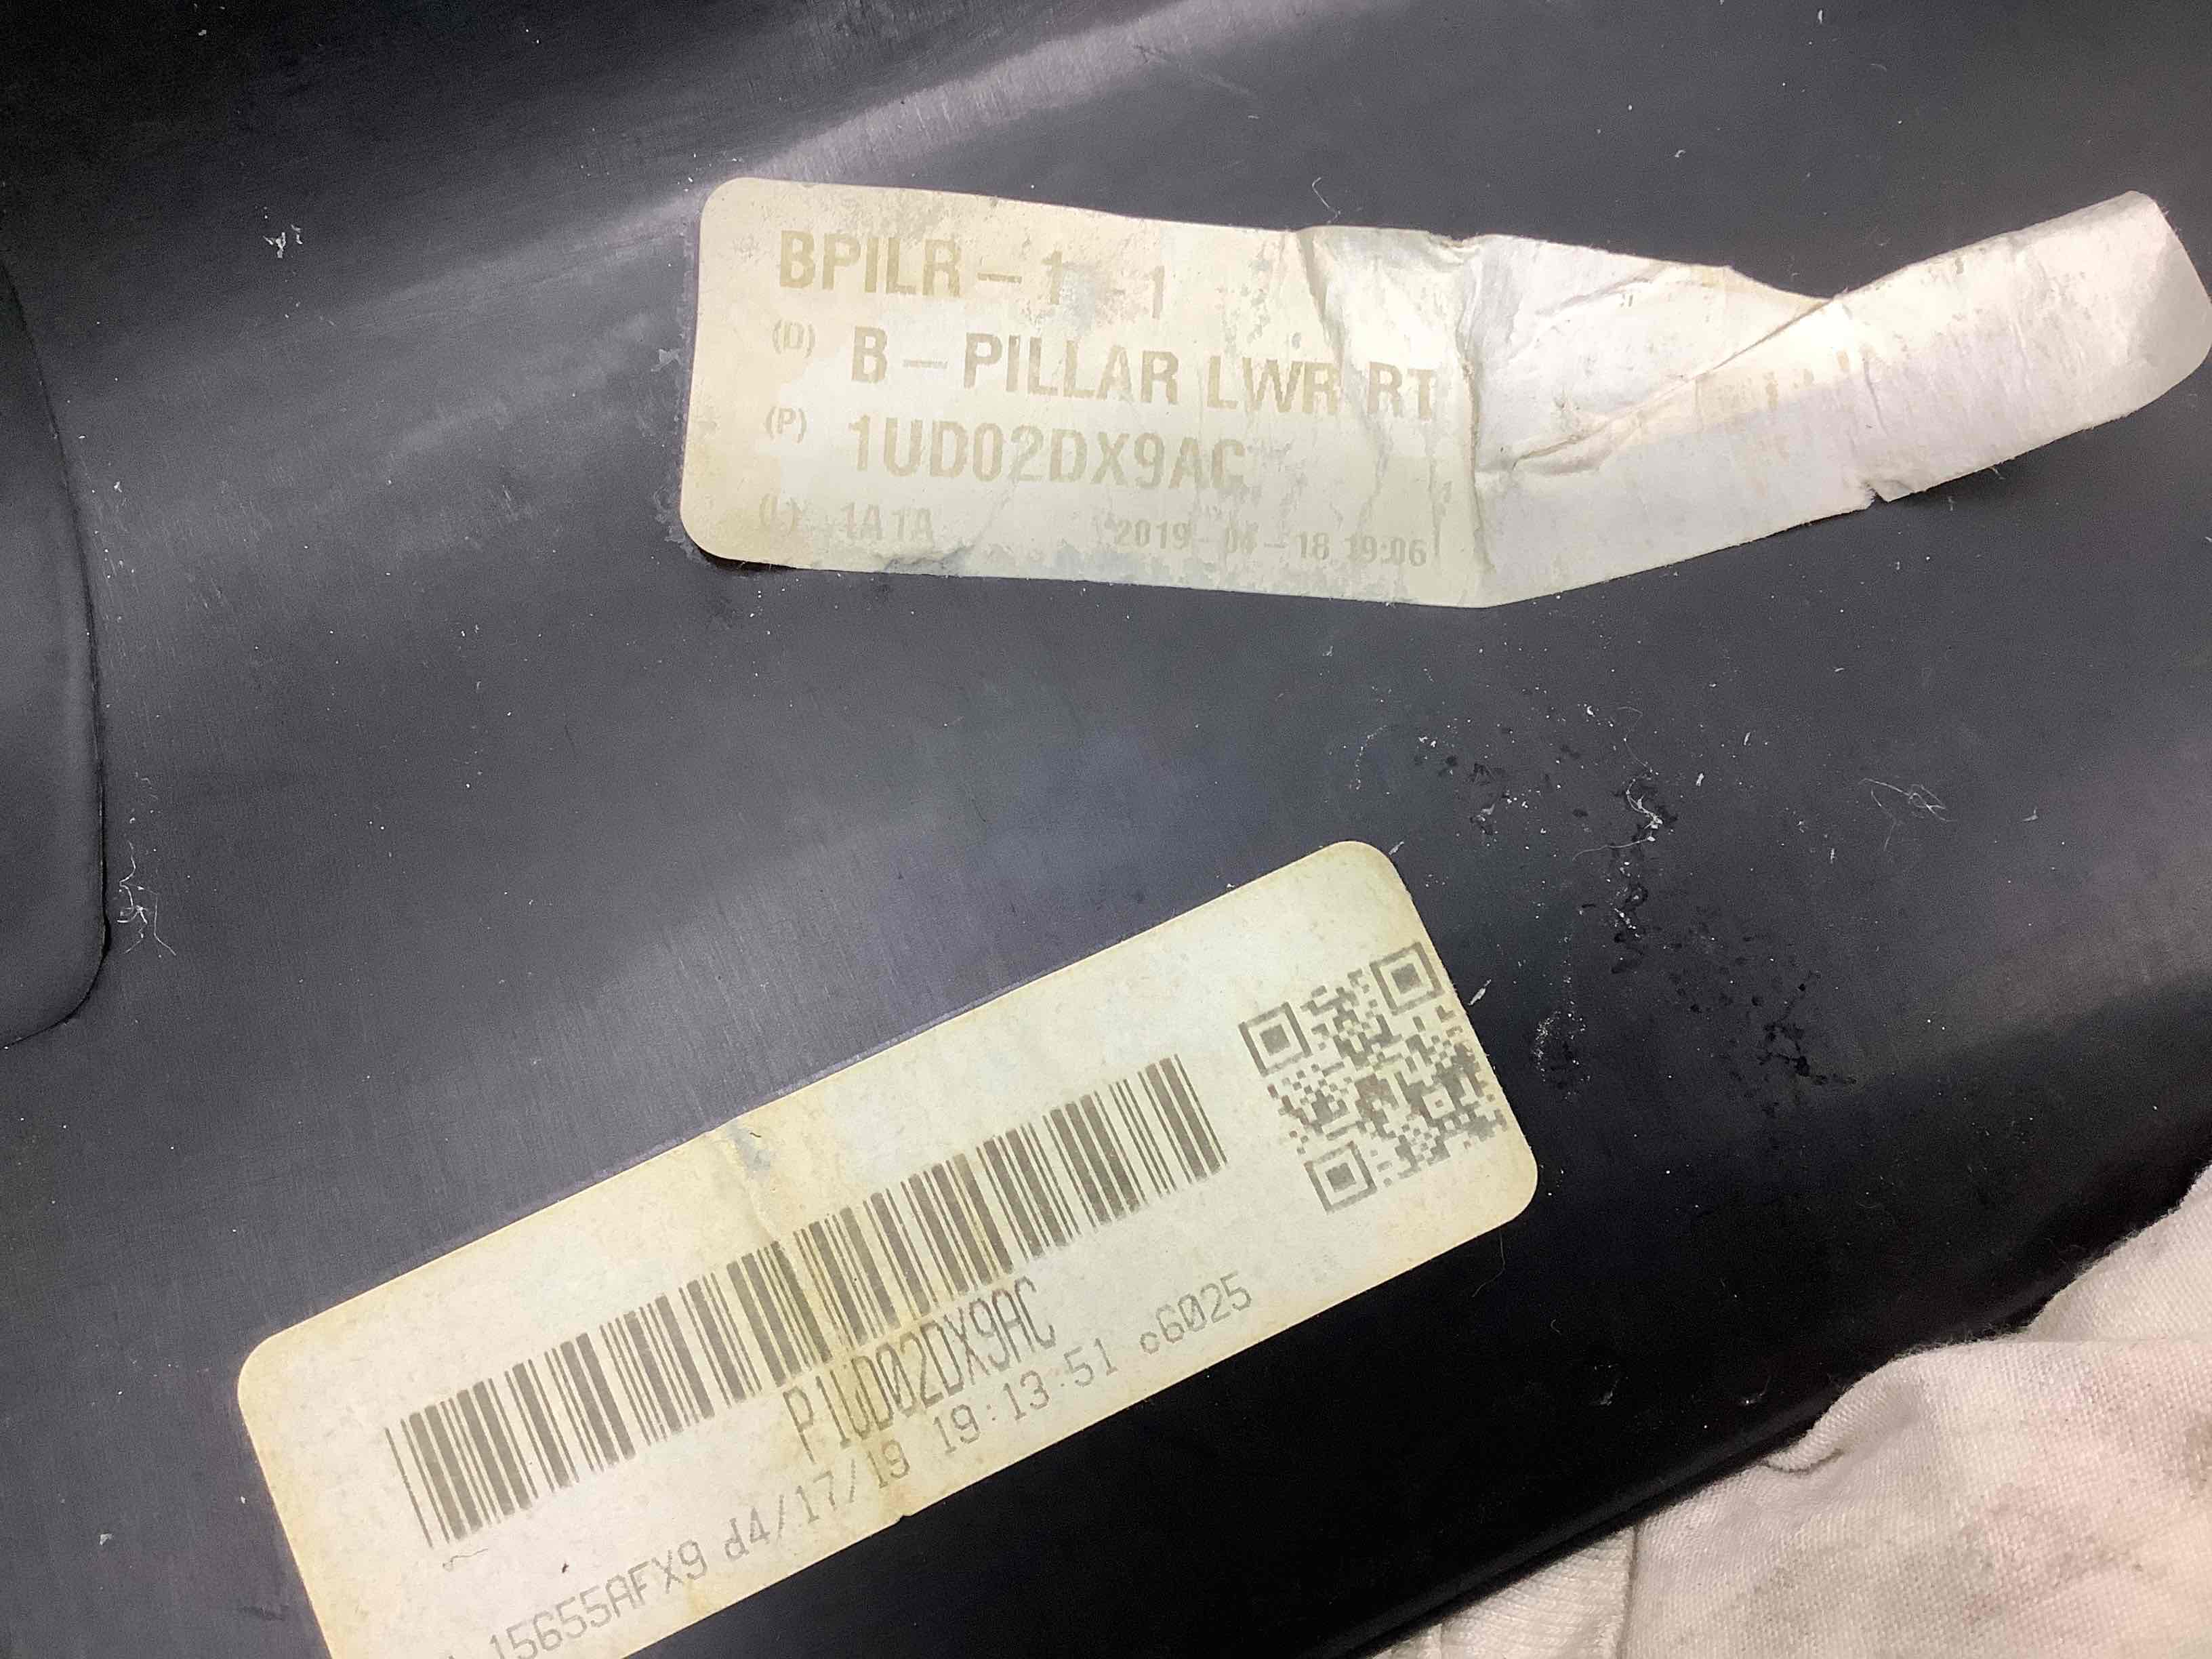 BPILR - 1 - 1
(D) B - PILLAR LWR RT
(P) 1UD02DX9AC
(L) 1A1A 2019-04-18 19:06
P1UD02DX9AC
15655AFX9 d4/17/19 19:13:51 c6025